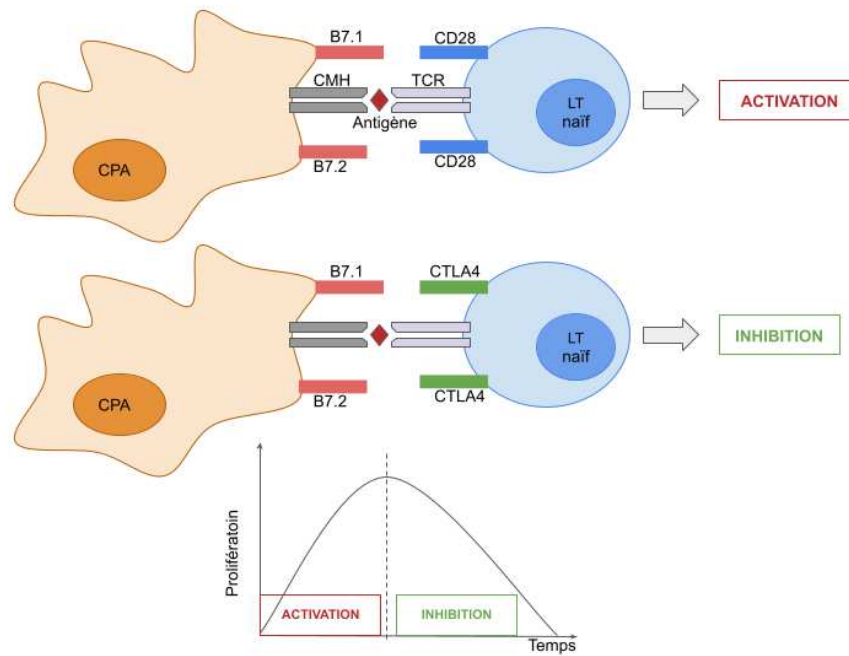 B7.1
CD28
CMH
TCR
Antigène
LT
naïf
ACTIVATION
CPA
B7.2
CD28
B7.1
CTLA4
LT
naïf
INHIBITION
CPA
B7.2
CTLA4
Prolifératoin
ACTIVATION
INHIBITION
Temps